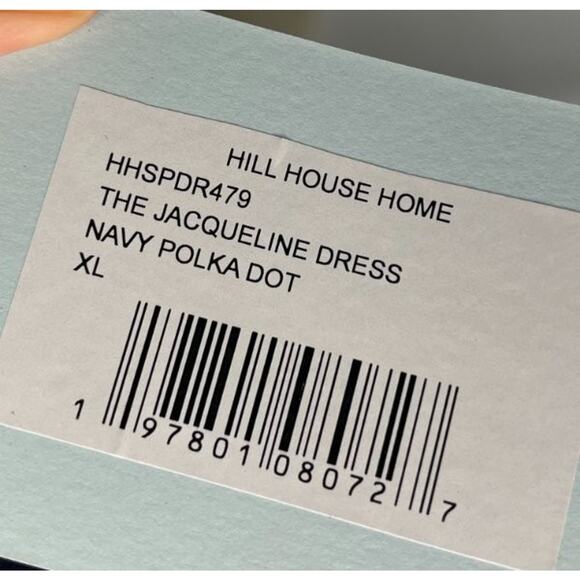 HILL HOUSE HOME
HHSPDR479
THE JACQUELINE DRESS
NAVY POLKA DOT
XL
1 97801 08072 7